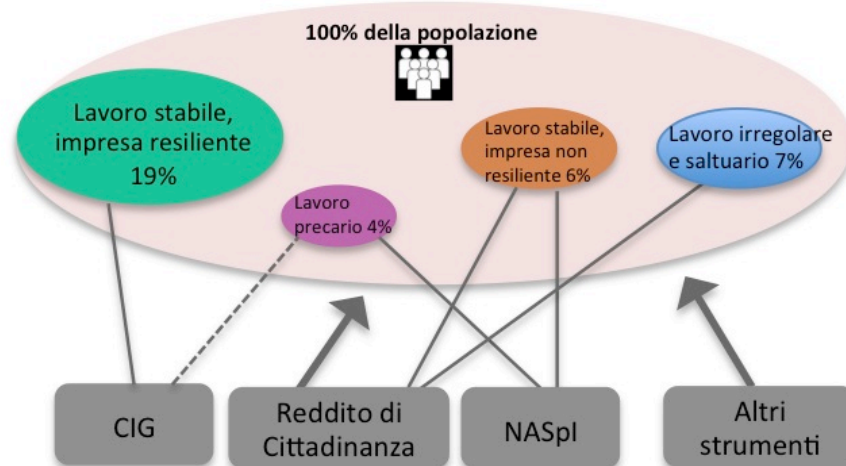 100% della popolazione
Lavoro stabile,
impresa resiliente
19%
Lavoro stabile,
impresa non
resiliente 6%
Lavoro irregolare
e saltuario 7%
Lavoro
precario 4%
CIG
Reddito di
Cittadinanza
NASpI
Altri
strumenti